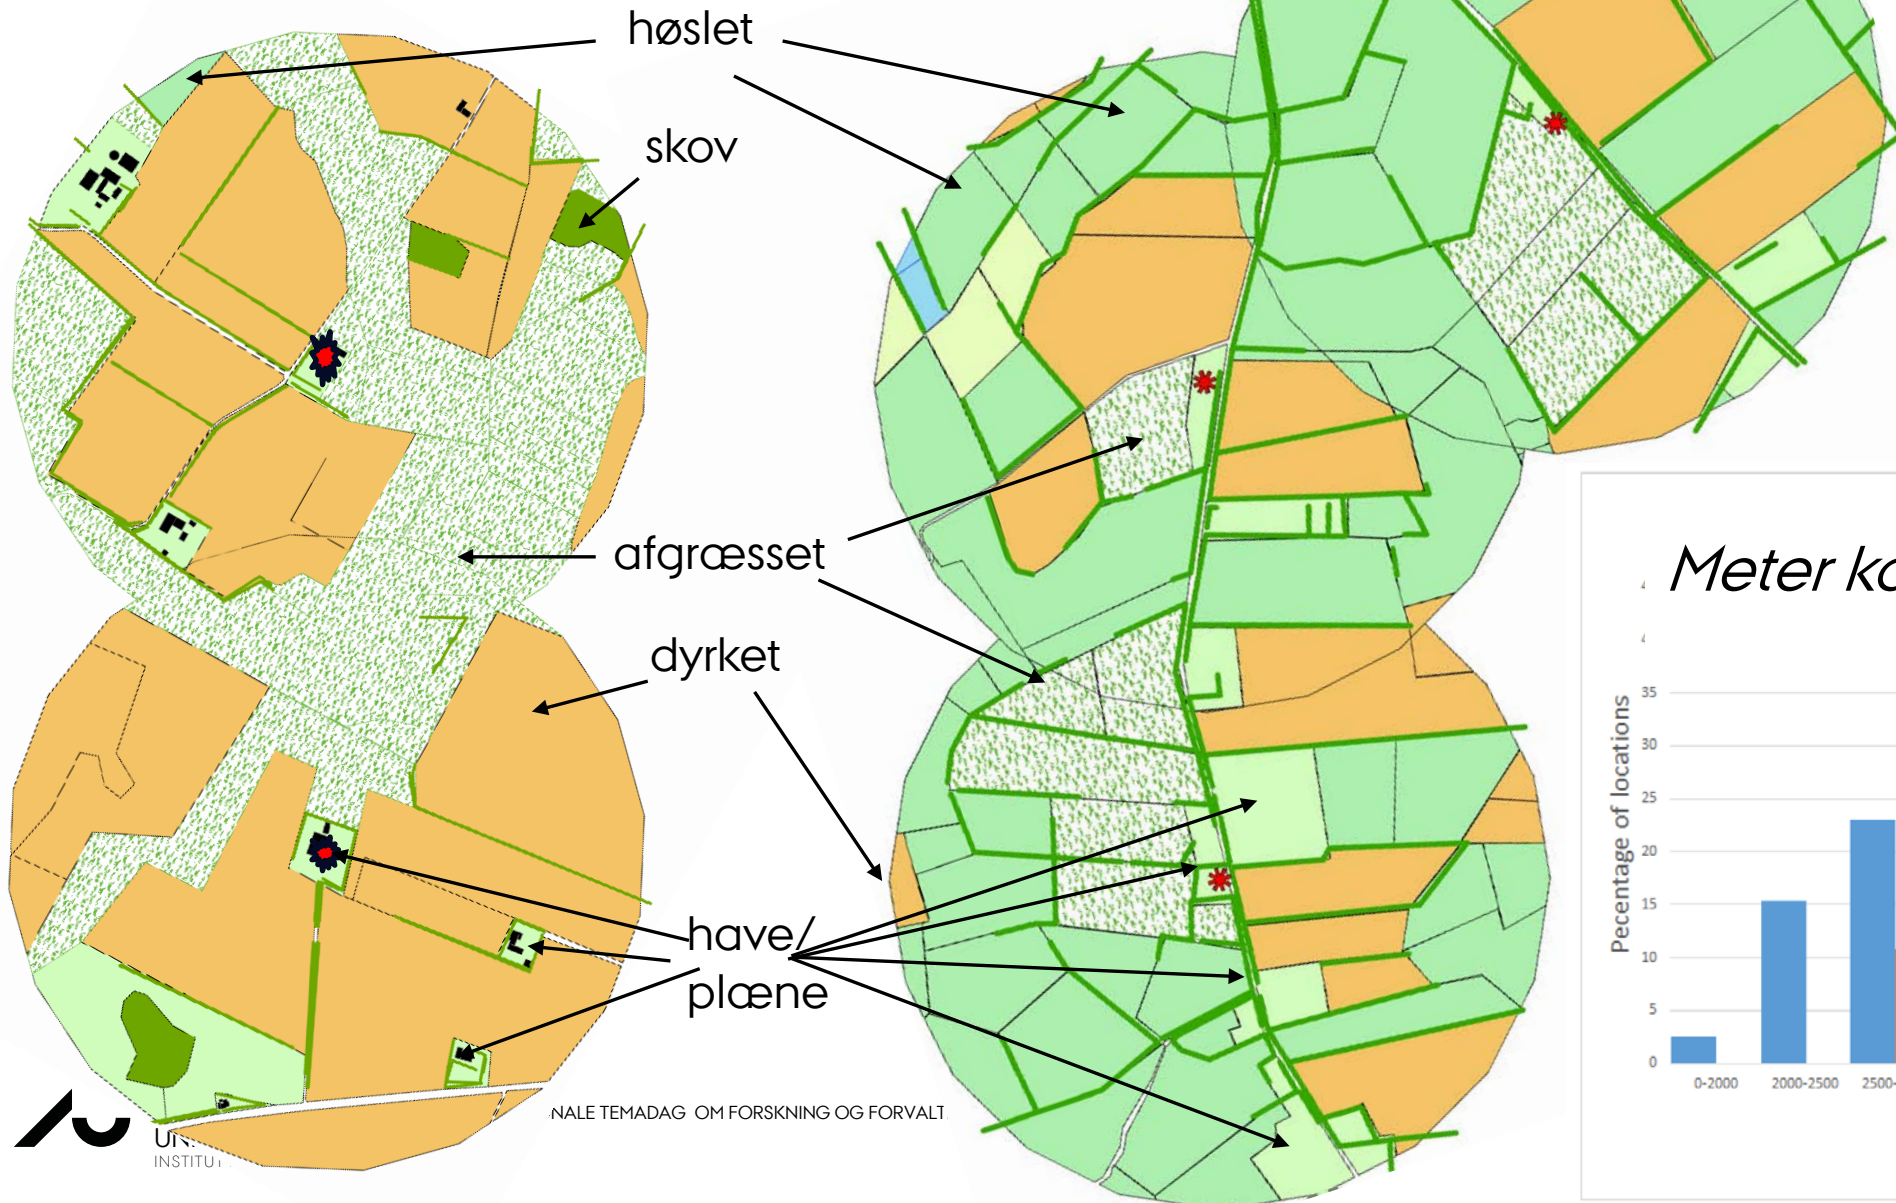 høslet
skov
afgræsset
dyrket
have/
plæne
NALE TEMADAG OM FORSKNING OG FORVALT
INSTITU
Meter
Pecentage of locations
35
30
25
20
15
10
5
0
0-2000
2000-2500
2500-